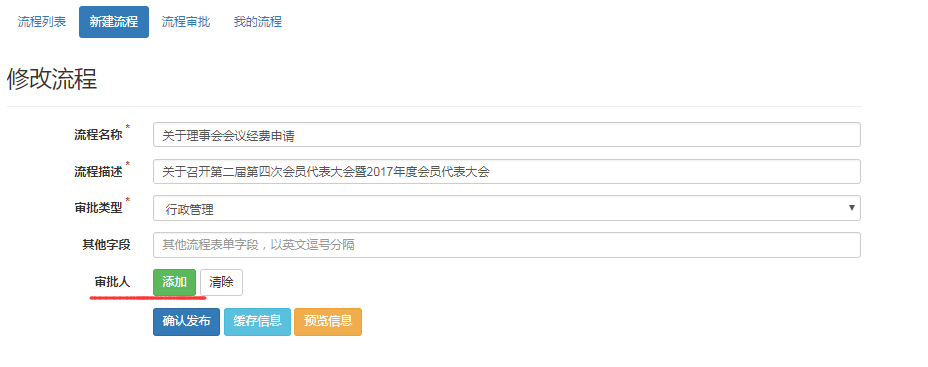 流程列表 新建流程 流程审批 我的流程
修改流程
流程名称 * 关于理事会会议经费申请
流程描述 * 关于召开第二届第四次会员代表大会暨2017年度会员代表大会
审批类型 * 行政管理
其他字段 其他流程表单字段，以英文逗号分隔
审批人 添加 清除
确认发布 缓存信息 预览信息